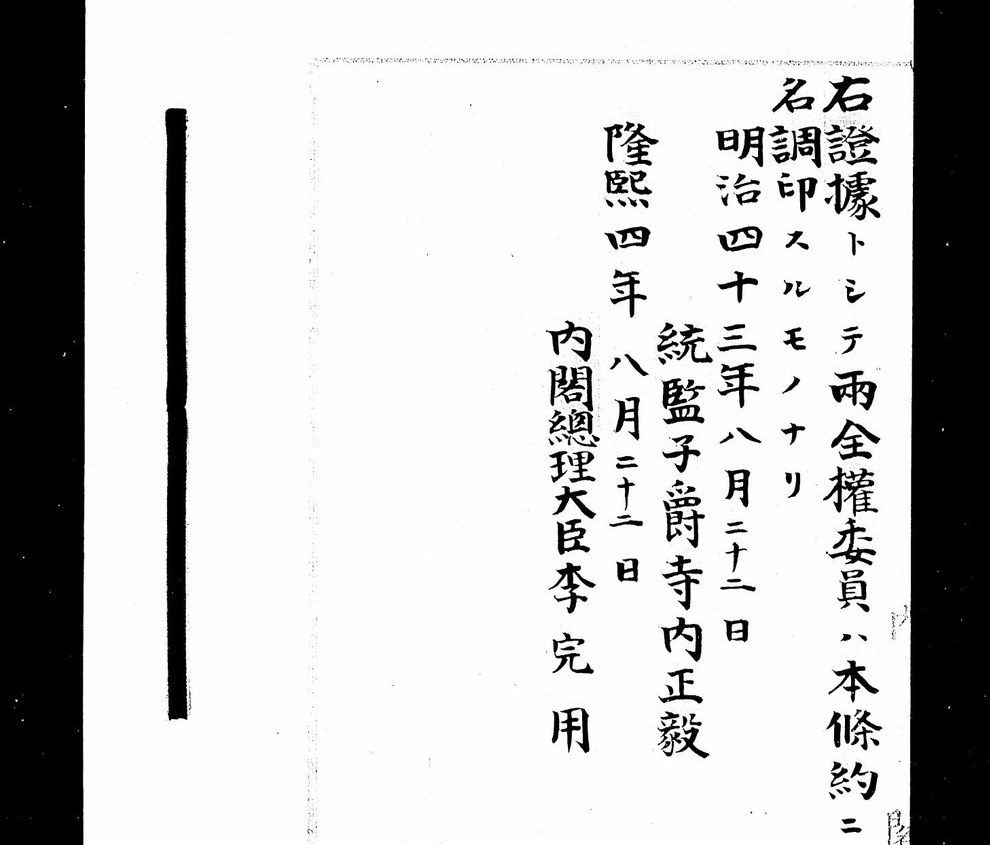 右證據トシテ兩全權委員ハ本條約ニ
名調印スルモノナリ
明治四十三年八月二十二日
統監子爵寺内正毅
隆熙四年八月二十二日
内閣總理大臣李完用